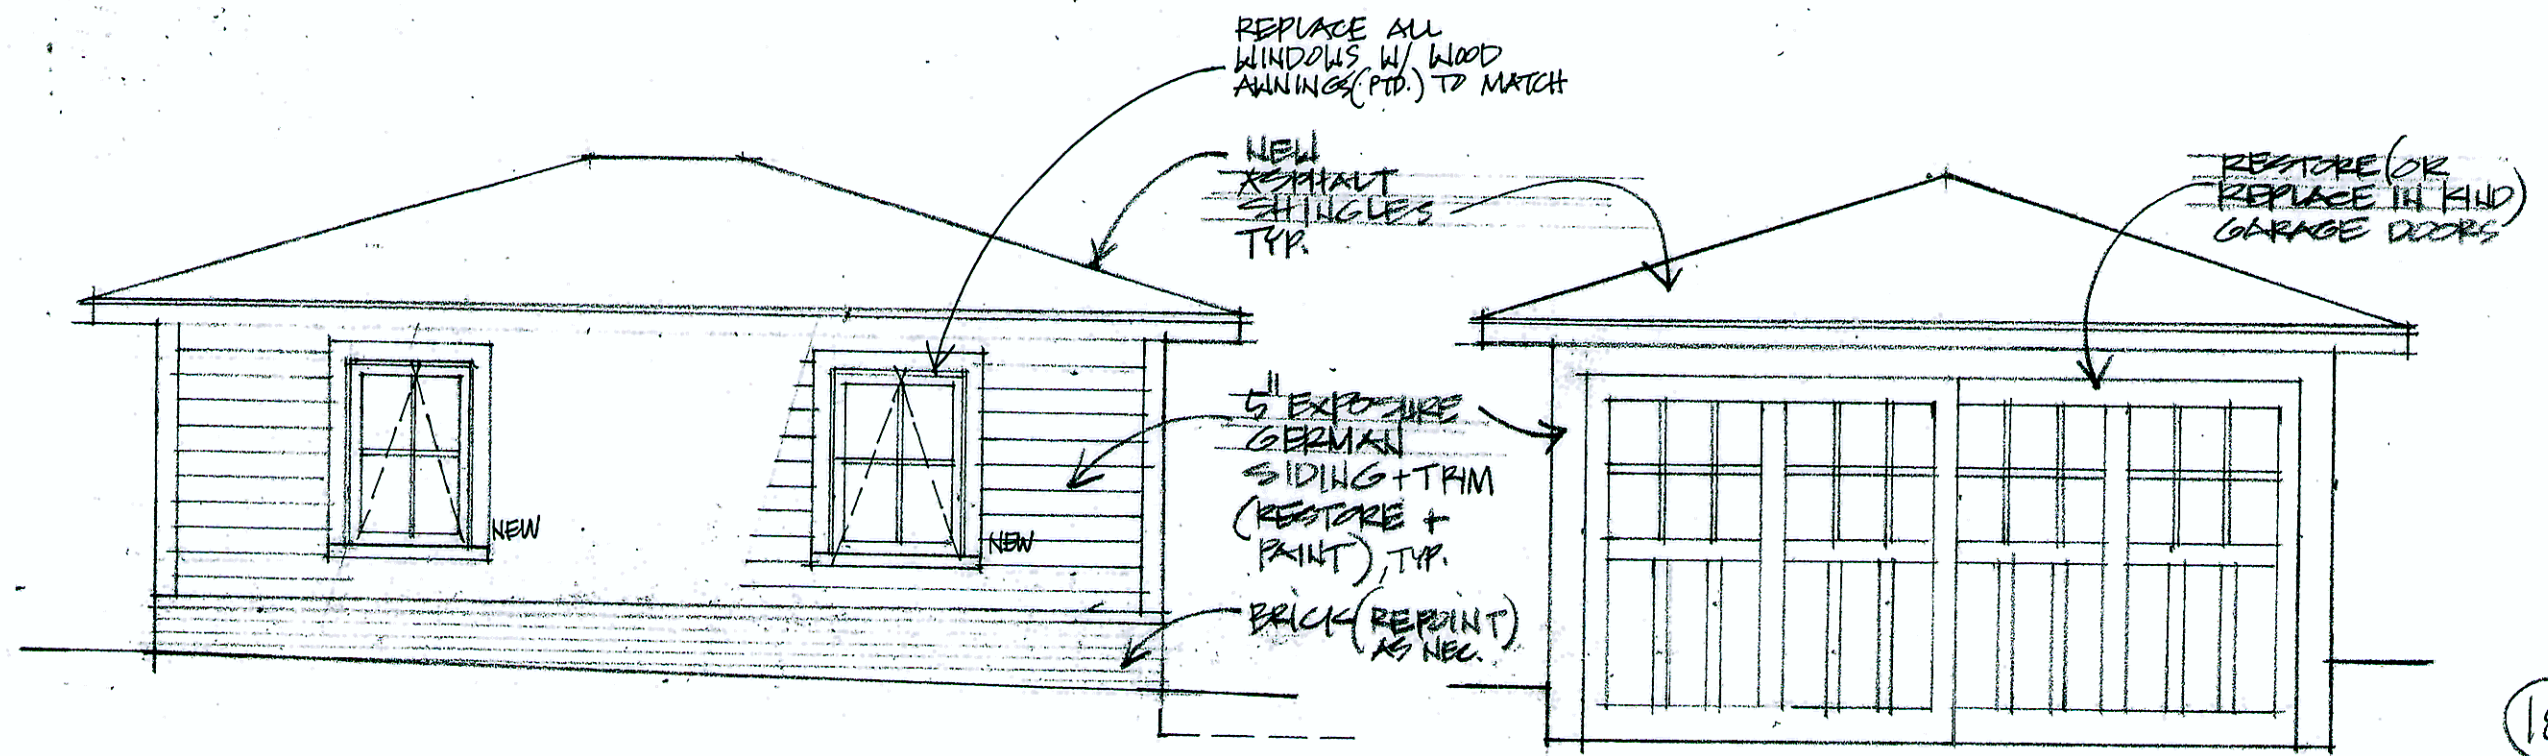 REPLACE ALL
WINDOWS W/ WOOD
AWNINGS (PTD.) TO MATCH
NEW
ASPHALT
SHINGLES
TYP.
RESTORE (OR
REPLACE IN KIND)
GARAGE DOORS
5" EXPOSURE
GERMAN
SIDING + TRIM
(RESTORE +
PAINT), TYP.
NEW
NEW
BRICK (REPOINT)
AS NEC.